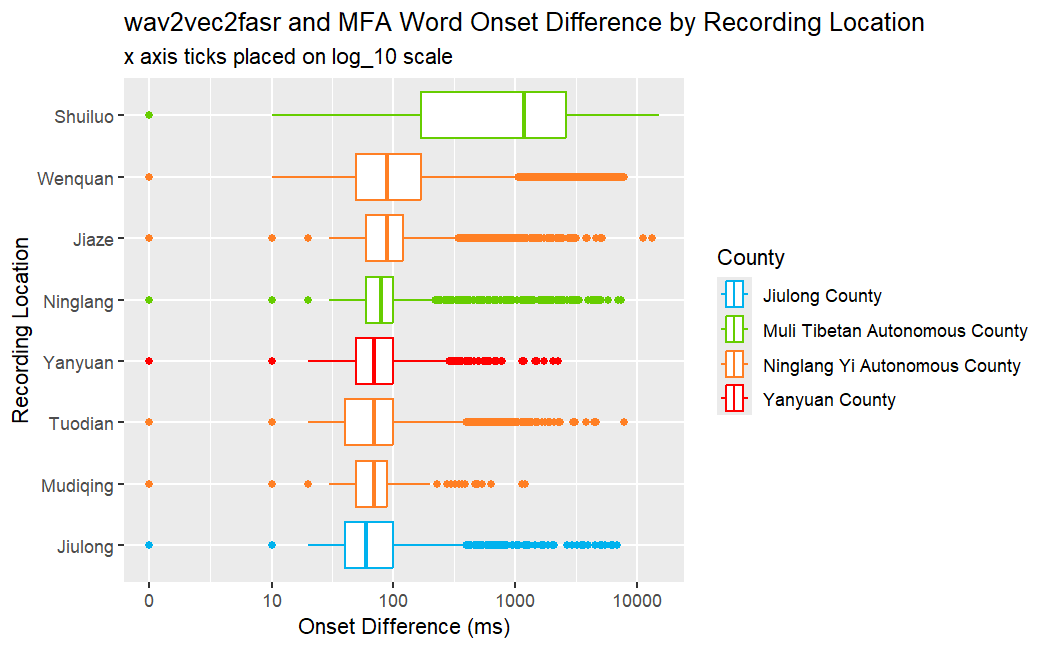 wav2vec2fasr and MFA Word Onset Difference by Recording Location
x axis ticks placed on log_10 scale
Recording Location
Shuiluo
Wenquan
Jiaze
Ninglang
Yanyuan
Tuodian
Mudiqing
Jiulong
0 10 100 1000 10000
Onset Difference (ms)
County
Jiulong County
Muli Tibetan Autonomous County
Ninglang Yi Autonomous County
Yanyuan County